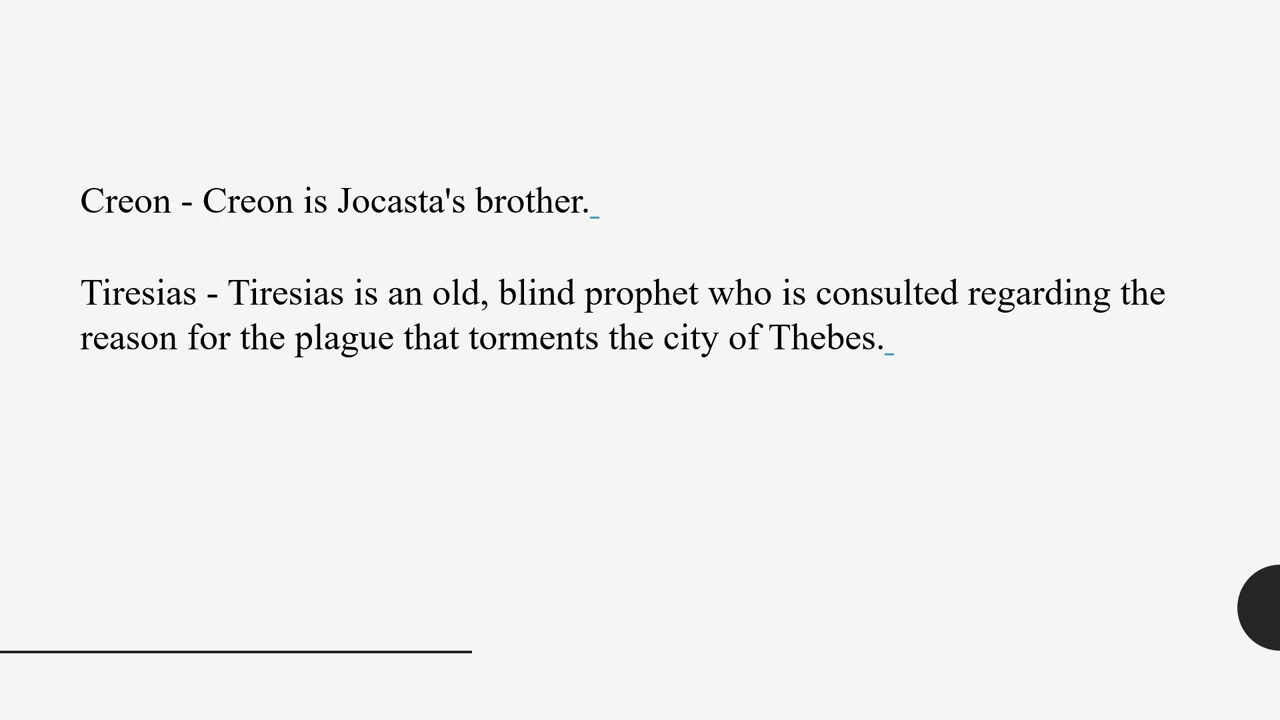 Creon - Creon is Jocasta's brother.
Tiresias - Tiresias is an old, blind prophet who is consulted regarding the
reason for the plague that torments the city of Thebes.